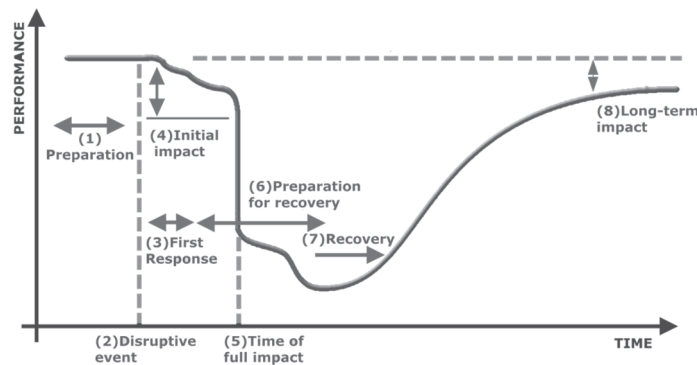 PERFORMANCE
(1)
Preparation
(4)Initial
impact
(8)Long-term
impact
(6)Preparation
for recovery
(3)First
Response
(7)Recovery
(2)Disruptive
event
(5)Time of
full impact
TIME